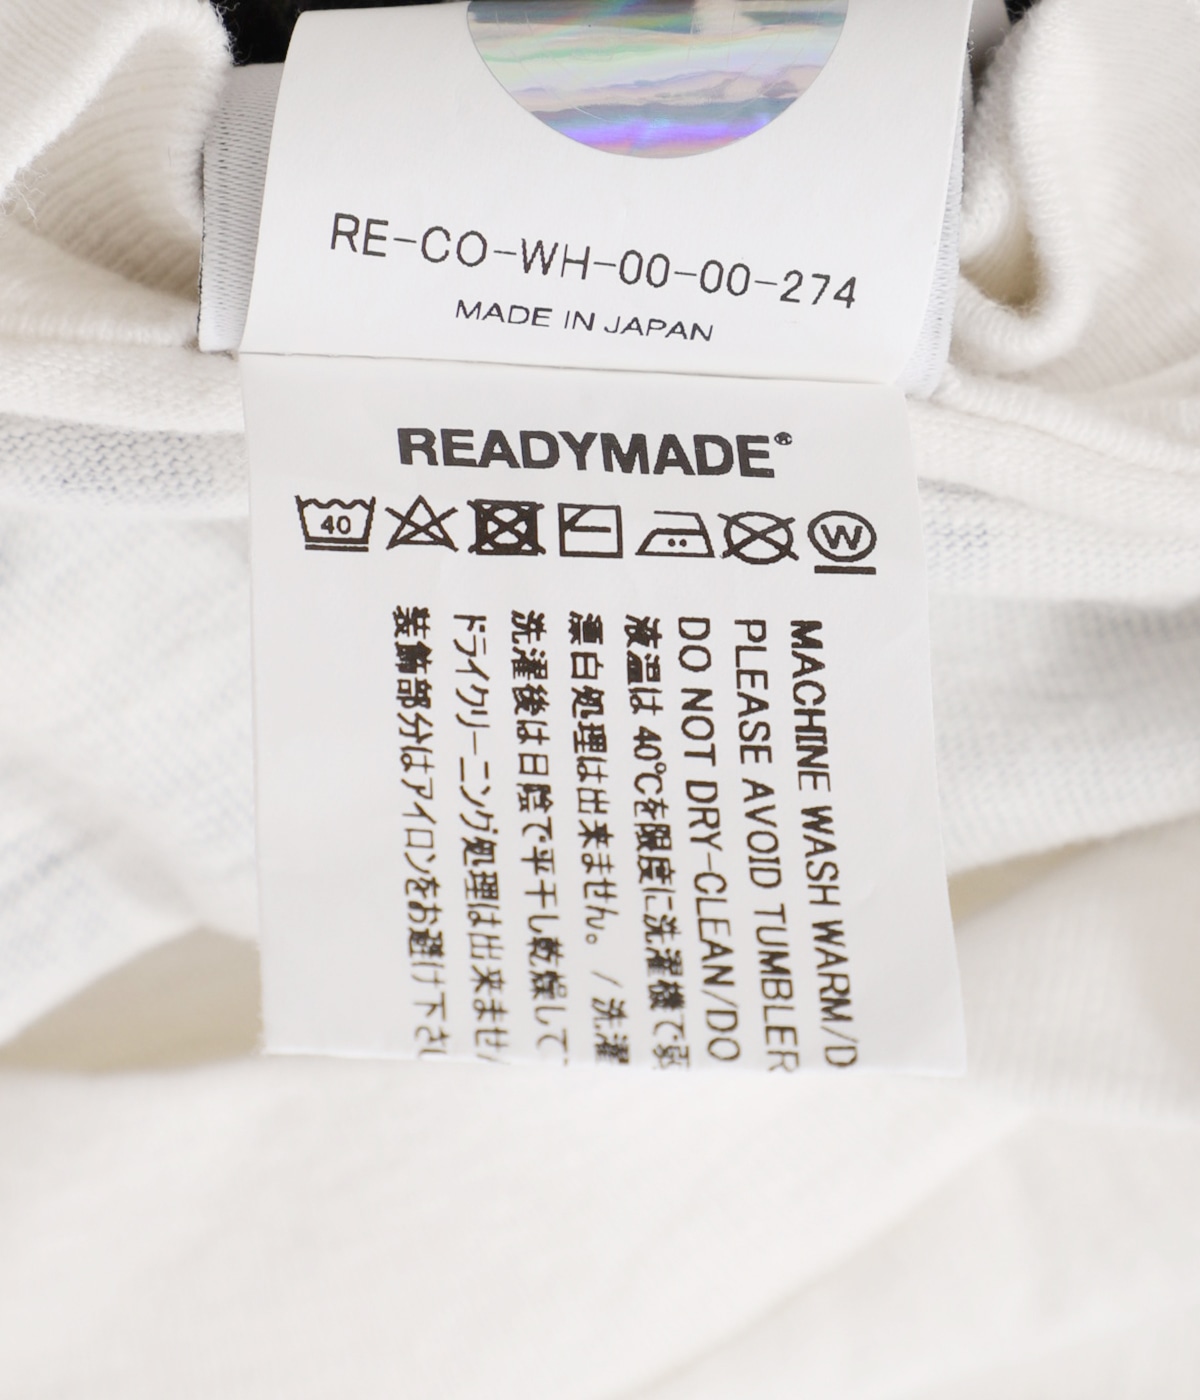 RE-CO-WH-00-00-274
MADE IN JAPAN
READYMADE®
40
W
MACHINE WASH WARM/D
PLEASE AVOID TUMBLER
DO NOT DRY-CLEAN/DO
液温は 40℃を限度に洗濯機で弱
漂白処理は出来ません。 / 洗濯
洗濯後は日陰で平干し乾燥して
ドライクリーニング処理は出来ません
装飾部分はアイロンをお避け下さい